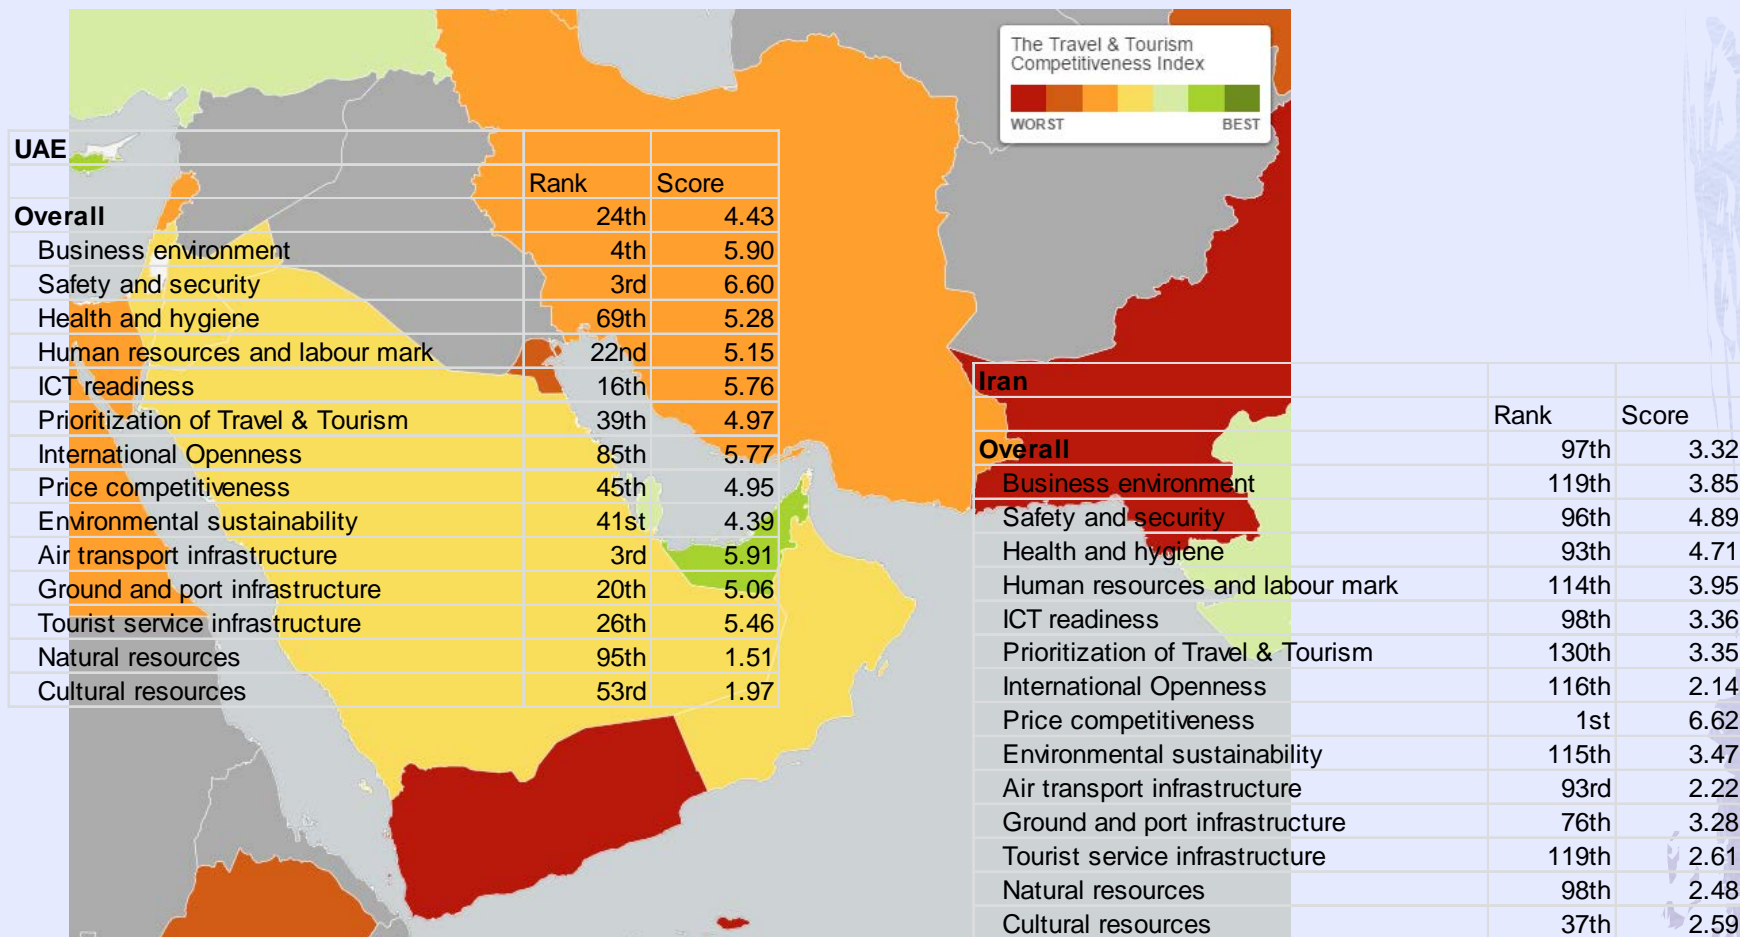 The Travel & Tourism
Competitiveness Index
WORST BEST
UAE
Rank Score
Overall 24th 4.43
Business environment 4th 5.90
Safety and security 3rd 6.60
Health and hygiene 69th 5.28
Human resources and labour mark 22nd 5.15
ICT readiness 16th 5.76
Prioritization of Travel & Tourism 39th 4.97
International Openness 85th 5.77
Price competitiveness 45th 4.95
Environmental sustainability 41st 4.39
Air transport infrastructure 3rd 5.91
Ground and port infrastructure 20th 5.06
Tourist service infrastructure 26th 5.46
Natural resources 95th 1.51
Cultural resources 53rd 1.97
Iran
Rank Score
Overall 97th 3.32
Business environment 119th 3.85
Safety and security 96th 4.89
Health and hygiene 93th 4.71
Human resources and labour mark 114th 3.95
ICT readiness 98th 3.36
Prioritization of Travel & Tourism 130th 3.35
International Openness 116th 2.14
Price competitiveness 1st 6.62
Environmental sustainability 115th 3.47
Air transport infrastructure 93rd 2.22
Ground and port infrastructure 76th 3.28
Tourist service infrastructure 119th 2.61
Natural resources 98th 2.48
Cultural resources 37th 2.59